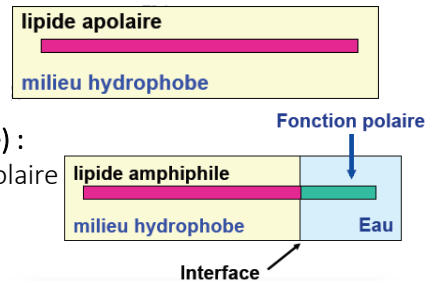 lipide apolaire
milieu hydrophobe
Fonction polaire
) :
olaire
lipide amphiphile
milieu hydrophobe
Eau
Interface